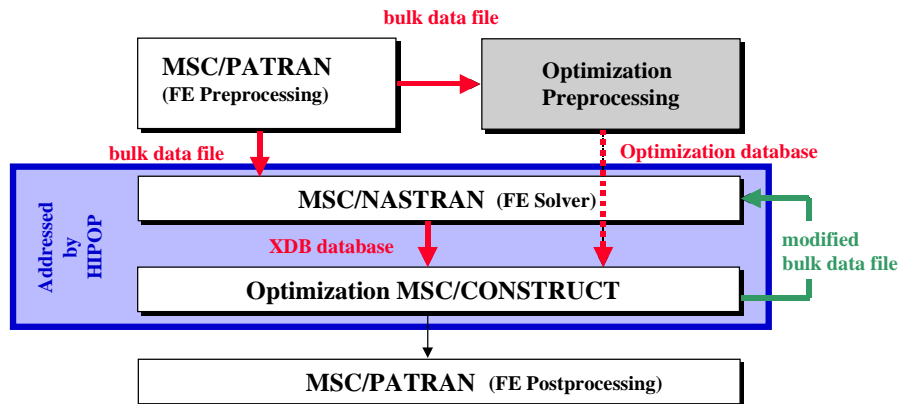 bulk data file
MSC/PATRAN
(FE Preprocessing)
Optimization
Preprocessing
bulk data file
Optimization database
Addressed
by
HIPOP
MSC/NASTRAN (FE Solver)
XDB database
modified
bulk data file
Optimization MSC/CONSTRUCT
MSC/PATRAN (FE Postprocessing)